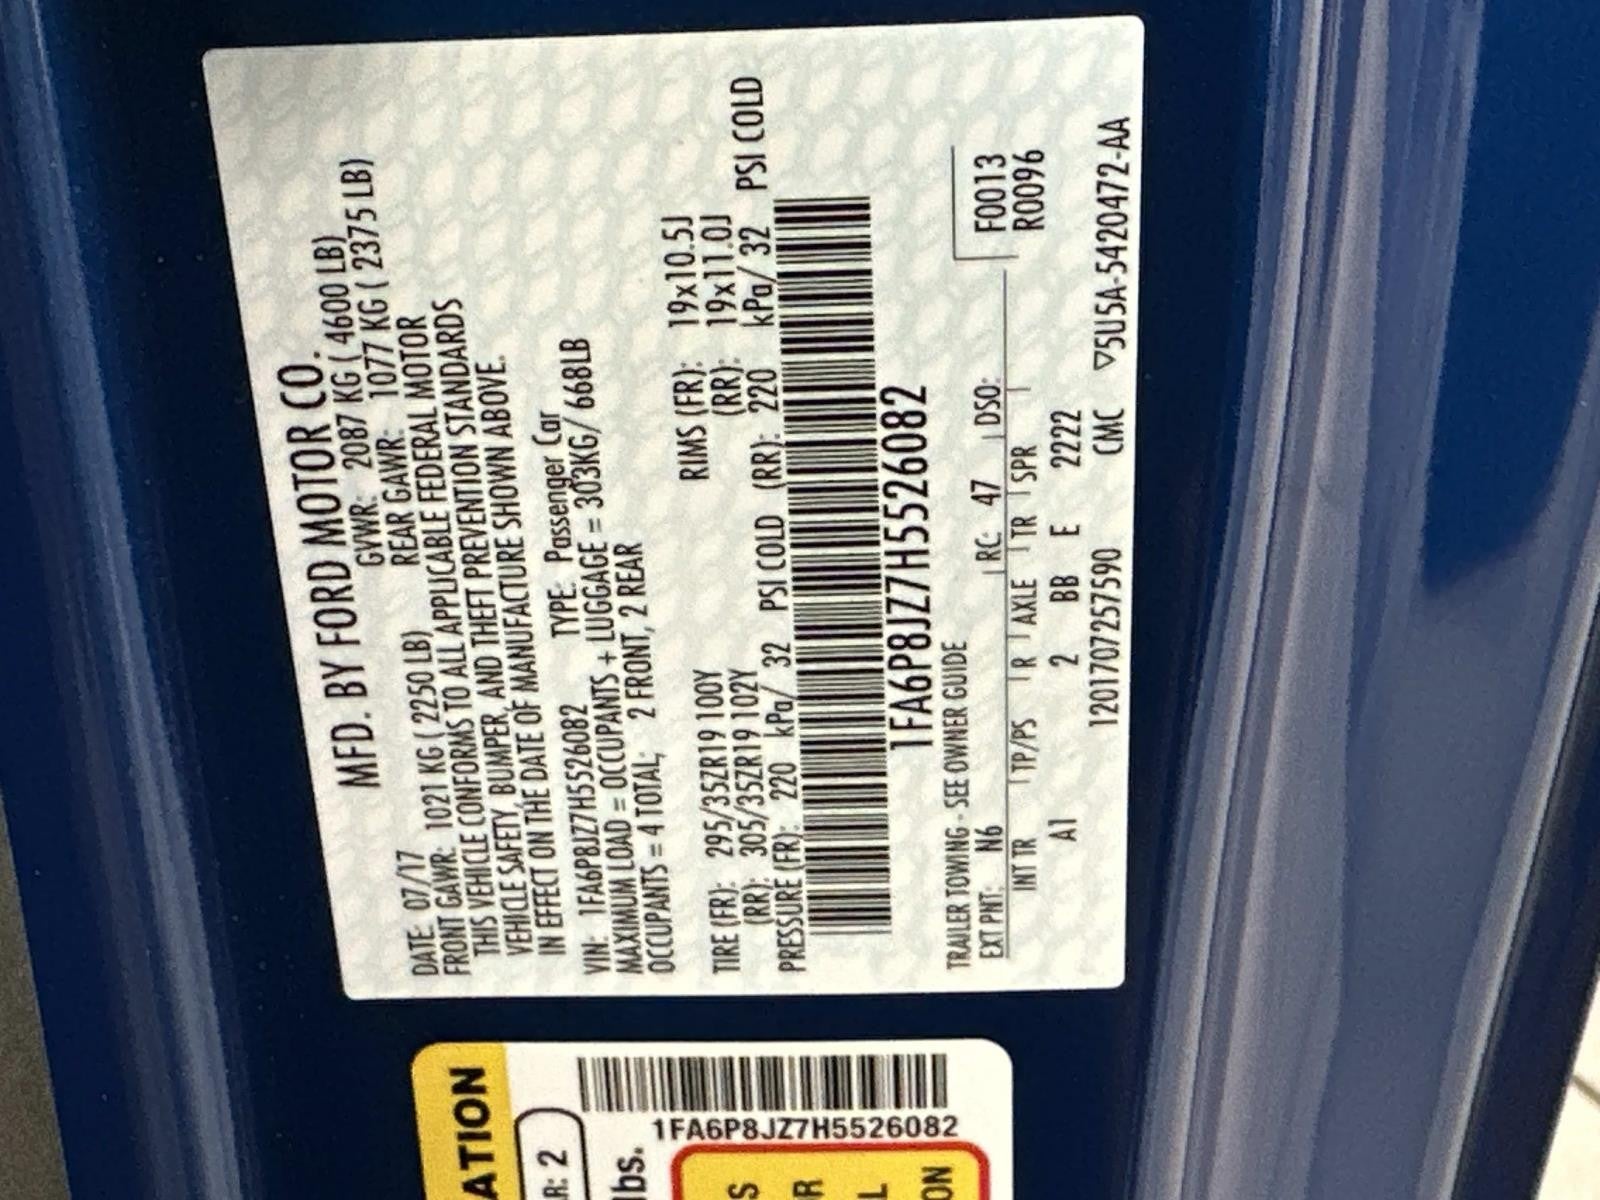 MFD. BY FORD MOTOR CO.
DATE: 07/17 GVWR: 2087 KG ( 4600 LB)
FRONT GAWR: 1021 KG ( 2250 LB) REAR GAWR: 1077 KG ( 2375 LB)
THIS VEHICLE CONFORMS TO ALL APPLICABLE FEDERAL MOTOR
VEHICLE SAFETY, BUMPER, AND THEFT PREVENTION STANDARDS
IN EFFECT ON THE DATE OF MANUFACTURE SHOWN ABOVE.
VIN: 1FA6P8JZ7H5526082 TYPE: Passenger Car
MAXIMUM LOAD = OCCUPANTS + LUGGAGE = 303KG/ 668LB
OCCUPANTS = 4 TOTAL; 2 FRONT, 2 REAR
TIRE (FR): 295/35ZR19 100Y RIMS (FR): 19x10.5J
(RR): 305/35ZR19 102Y (RR): 19x11.0J
PRESSURE (FR): 220 kPa/ 32 PSI COLD (RR): 220 kPa/ 32 PSI COLD
1FA6P8JZ7H5526082
TRAILER TOWING - SEE OWNER GUIDE
EXT PNT: N6 RC: 47 DSO: F0013
R0096
INT TR TP/PS R AXLE TR SPR
A1 2 BB E 2222
120170725​7590 CMC ▽5U5A-5420472-AA
ATION
AR: 2
lbs.
1FA6P8JZ7H5526082
S
R
L
ON